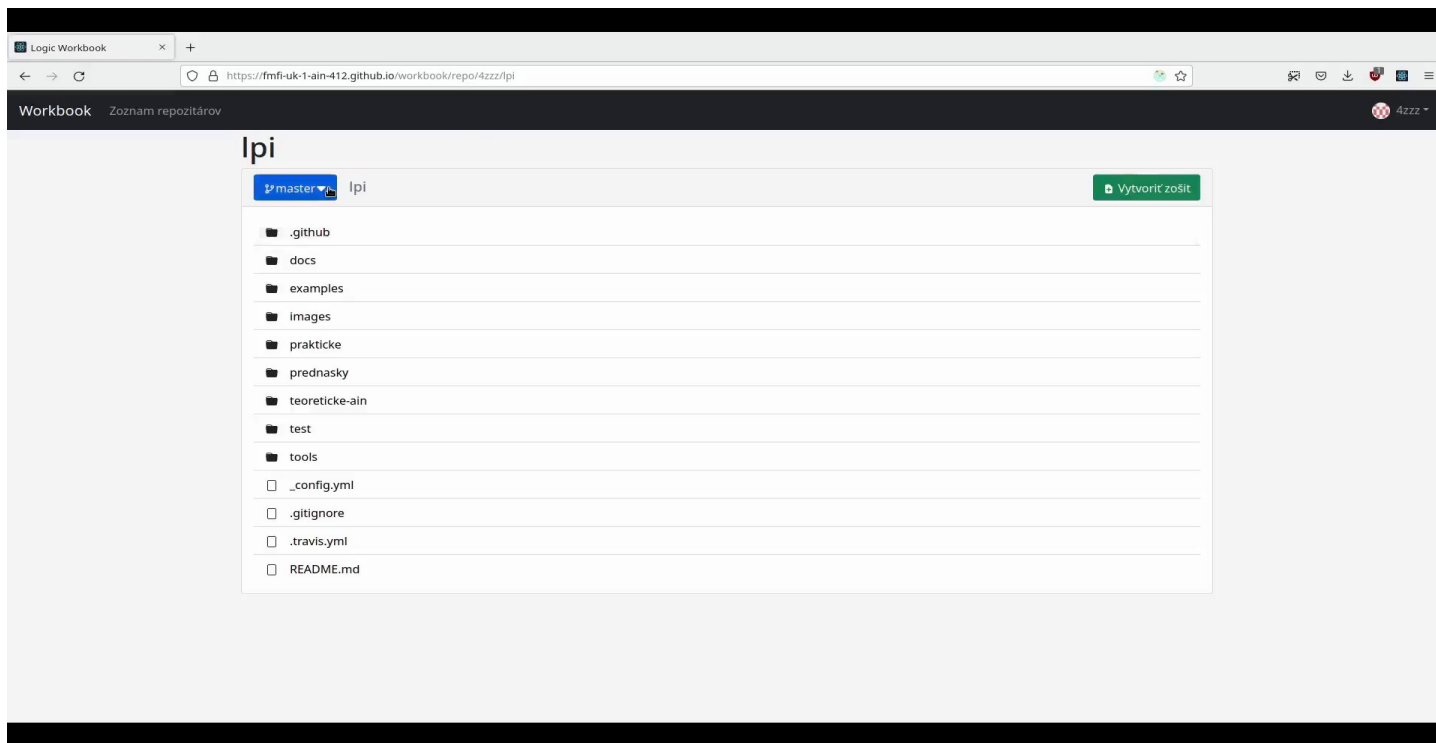 Logic Workbook
https://fmfi-uk-1-ain-412.github.io/workbook/repo/4zzz/lpi
Workbook Zoznam repozitárov 4zzz
lpi
master lpi Vytvoriť zošit
.github
docs
examples
images
prakticke
prednasky
teoreticke-ain
test
tools
_config.yml
.gitignore
.travis.yml
README.md